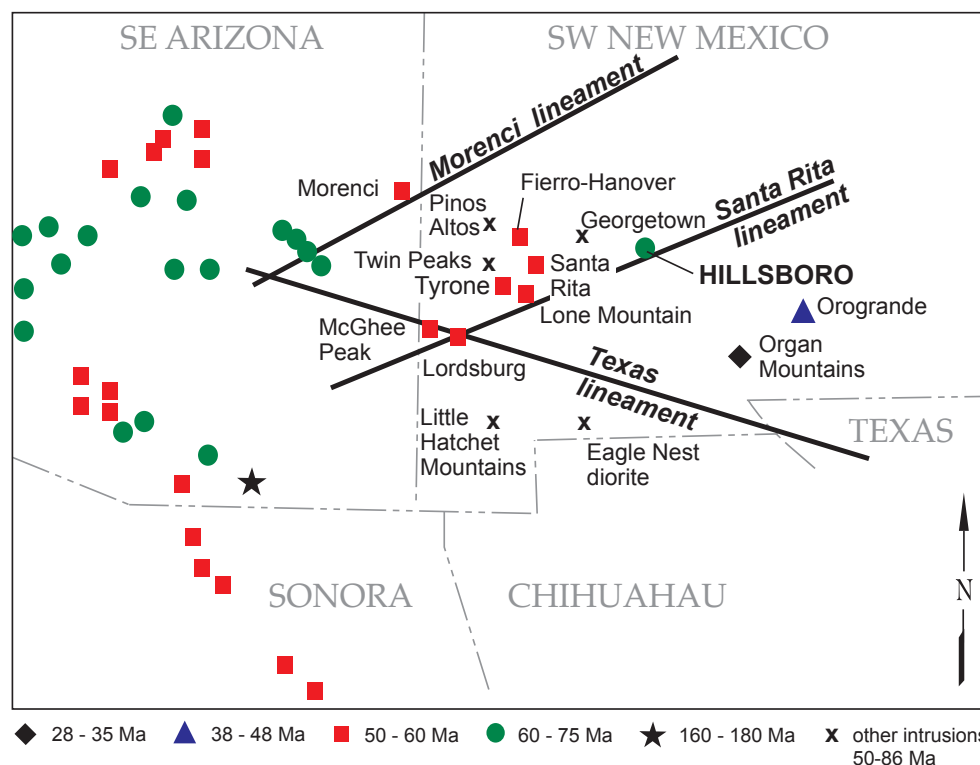 SE ARIZONA
SW NEW MEXICO
Morenci lineament
Morenci
Pinos
Altos
x
Fierro-Hanover
Georgetown
x
Santa Rita
lineament
Twin Peaks
x
Tyrone
Santa
Rita
HILLSBORO
Lone Mountain
Orogrande
McGhee
Peak
Lordsburg
Texas
lineament
Organ
Mountains
TEXAS
Little
Hatchet
Mountains
x
x
Eagle Nest
diorite
SONORA
CHIHUAHAU
N
28 - 35 Ma
38 - 48 Ma
50 - 60 Ma
60 - 75 Ma
160 - 180 Ma
x other intrusions
50-86 Ma